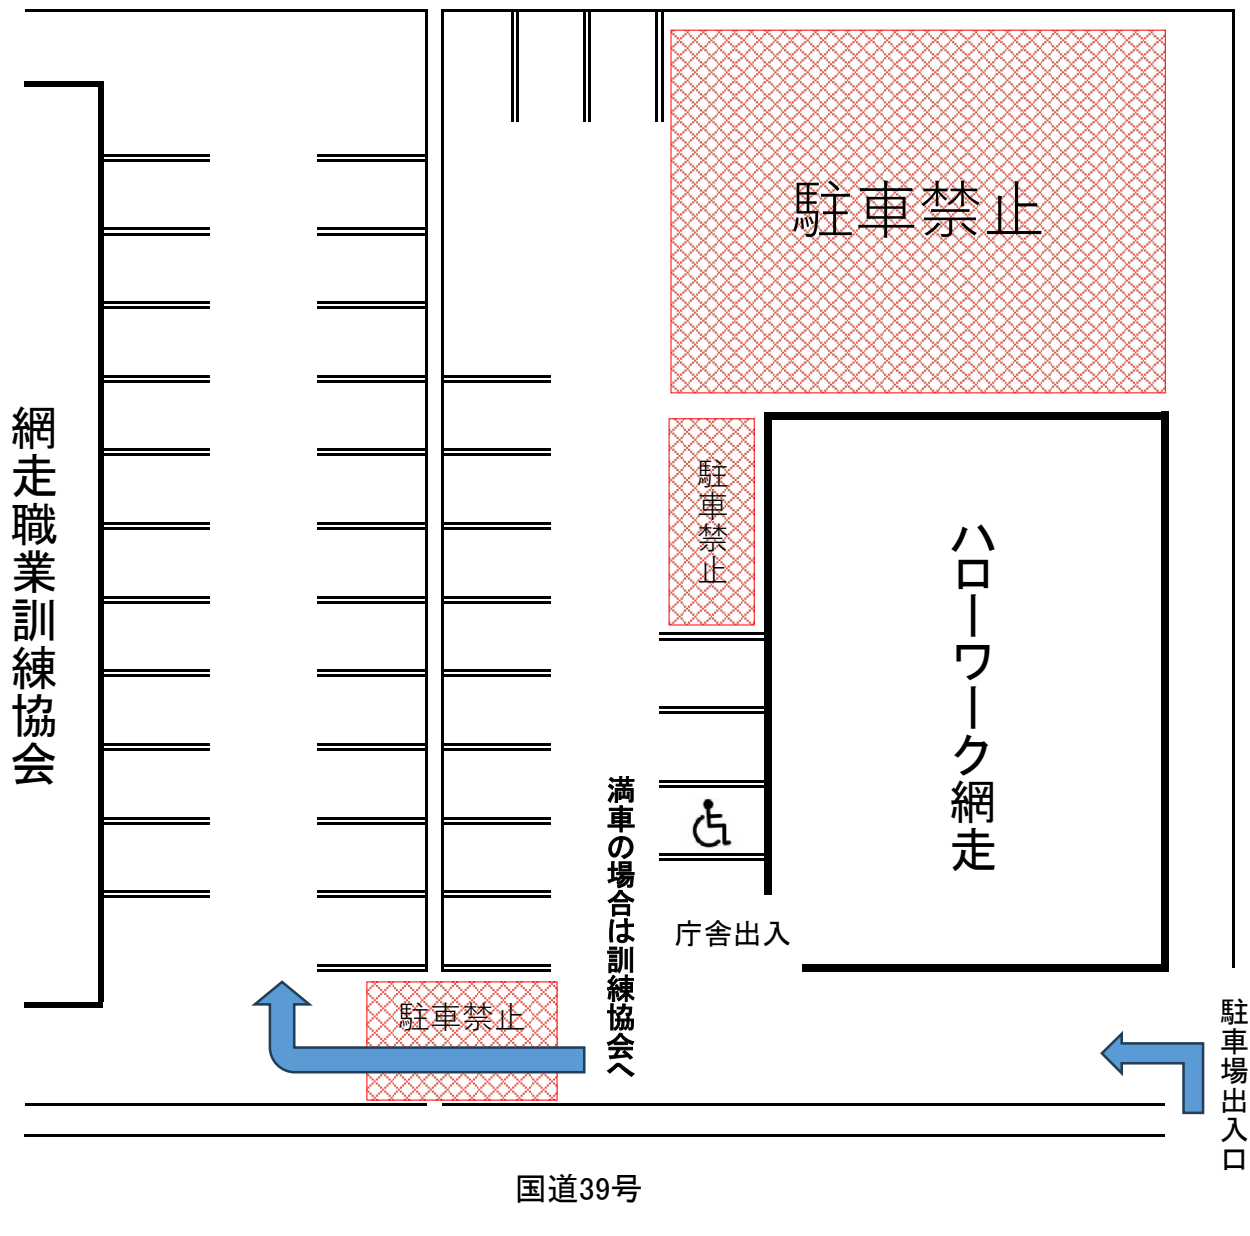 駐車禁止
網走職業訓練協会
駐車禁止
ハローワーク網走
満車の場合は訓練協会へ
庁舎出入
駐車禁止
駐車場出入口
国道39号